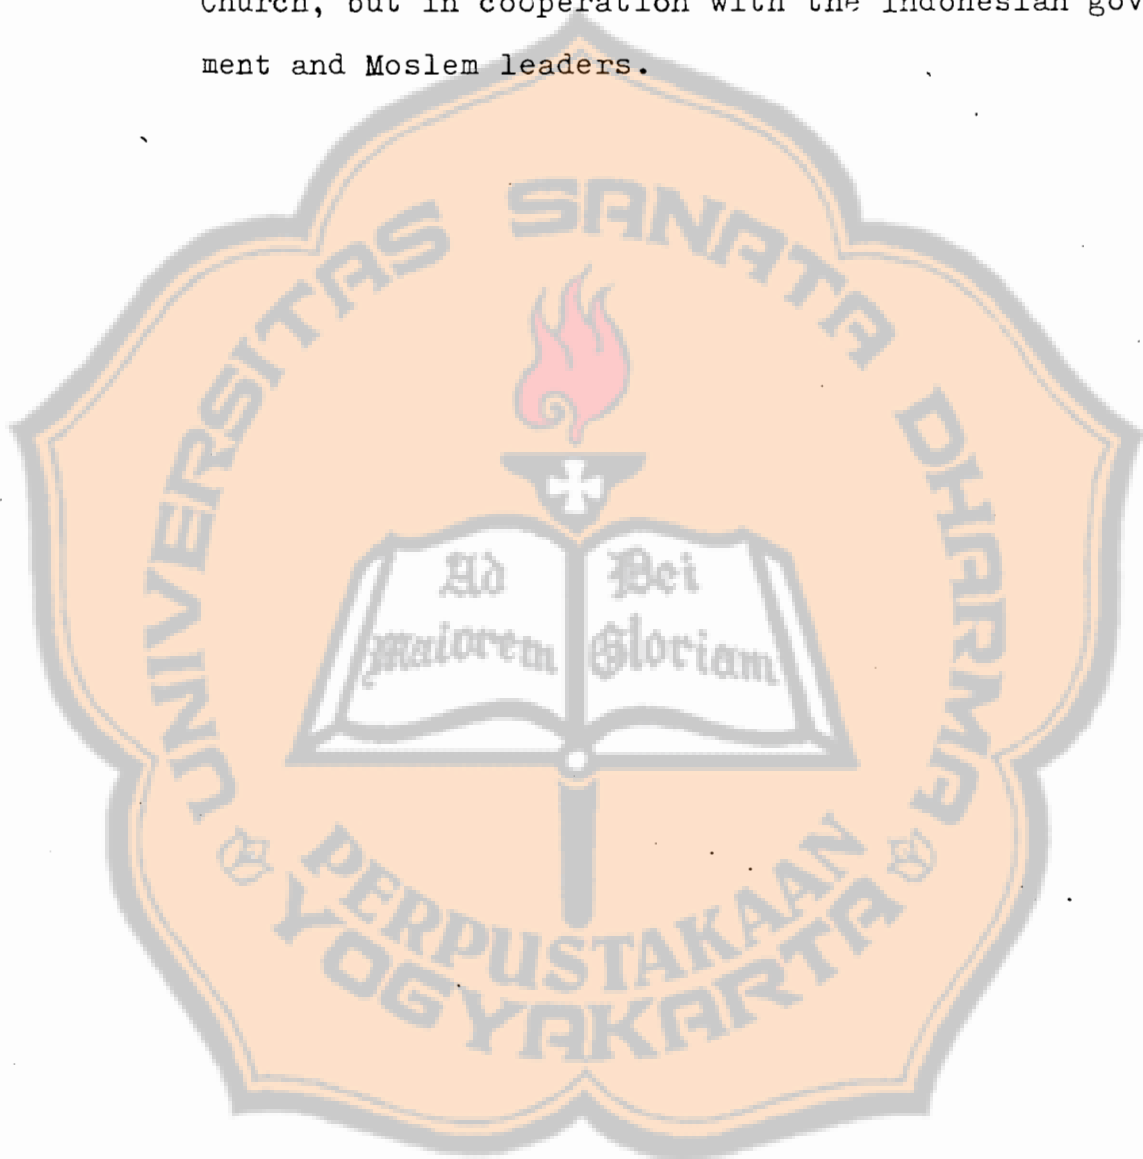 Church, but in cooperation with the Indonesian gov
ment and Moslem leaders.
UNIVERSITAS SANATA DHARMA
Ad Dei
maiorem Gloriam
PERPUSTAKAAN
YOGYAKARTA